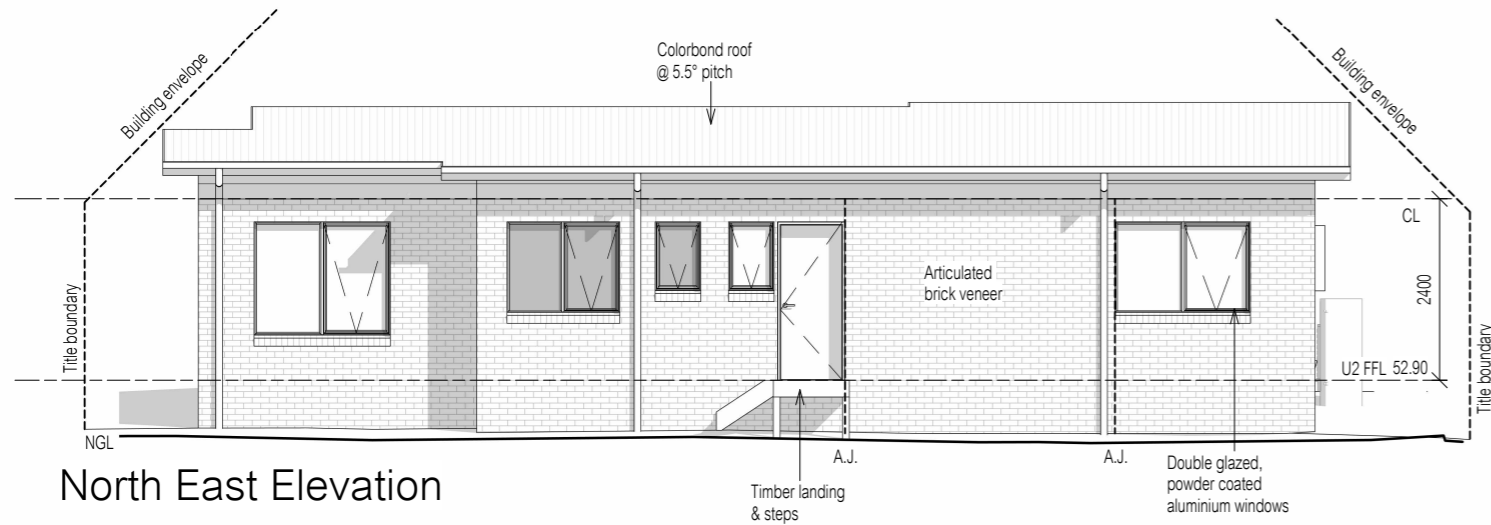 Colorbond roof
@ 5.5° pitch
Building envelope
Building envelope
CL
Articulated
brick veneer
2400
Title boundary
U2 FFL 52.90
Title boundary
NGL
A.J.
A.J.
Double glazed,
powder coated
aluminium windows
Timber landing
& steps
North East Elevation